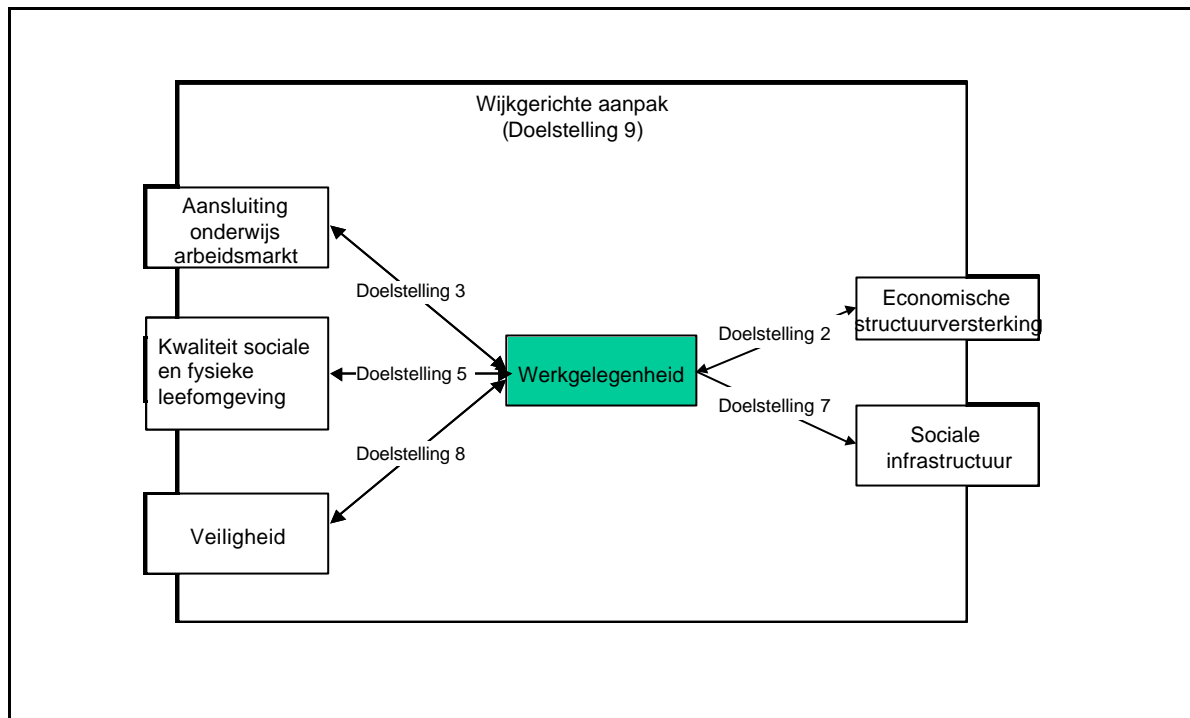 Wijkgerichte aanpak
(Doelstelling 9)
Aansluiting
onderwijs
arbeidsmarkt
Doelstelling 3
Kwaliteit sociale
en fysieke
leefomgeving
Doelstelling 5
Veiligheid
Doelstelling 8
Werkgelegenheid
Doelstelling 2
Economische
structuurversterking
Doelstelling 7
Sociale
infrastructuur